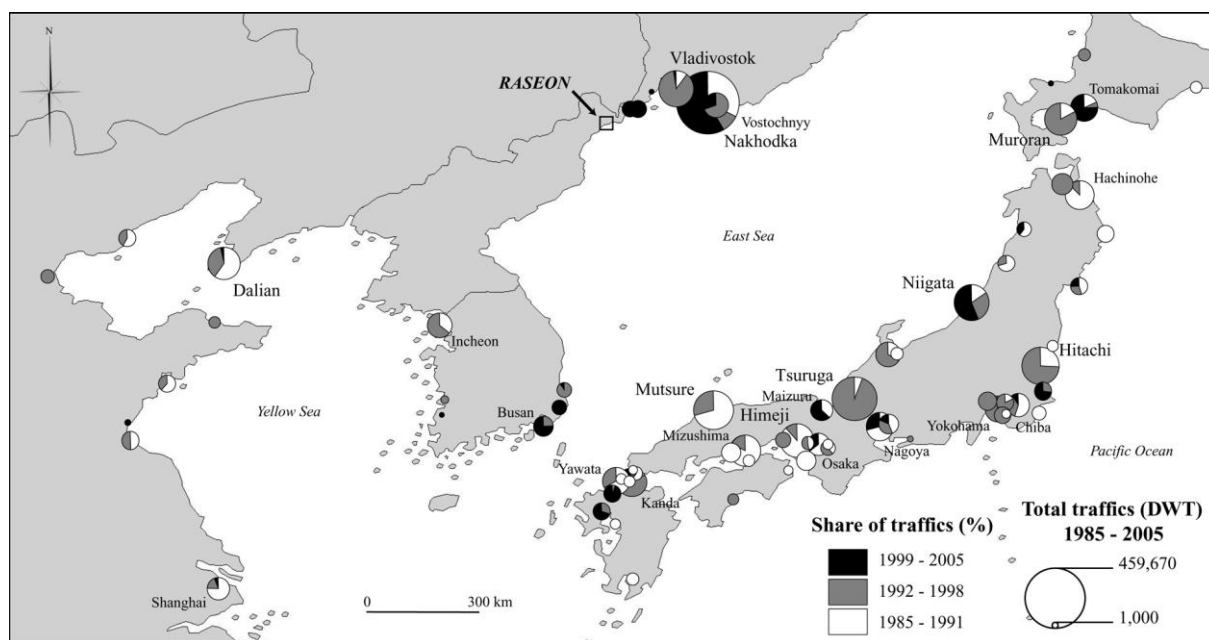 N
RASEON
Vladivostok
Vostochnyy
Nakhodka
Tomakomai
Muroran
Hachinohe
East Sea
Dalian
Niigata
Incheon
Hitachi
Tsuruga
Mutsure
Maizuru
Himeji
Busan
Yellow Sea
Mizushima
Yokohama
Chiba
Nagoya
Osaka
Pacific Ocean
Yawata
Kanda
Shanghai
0 300 km
Share of traffics (%)
1999 - 2005
1992 - 1998
1985 - 1991
Total traffics (DWT)
1985 - 2005
459,670
1,000